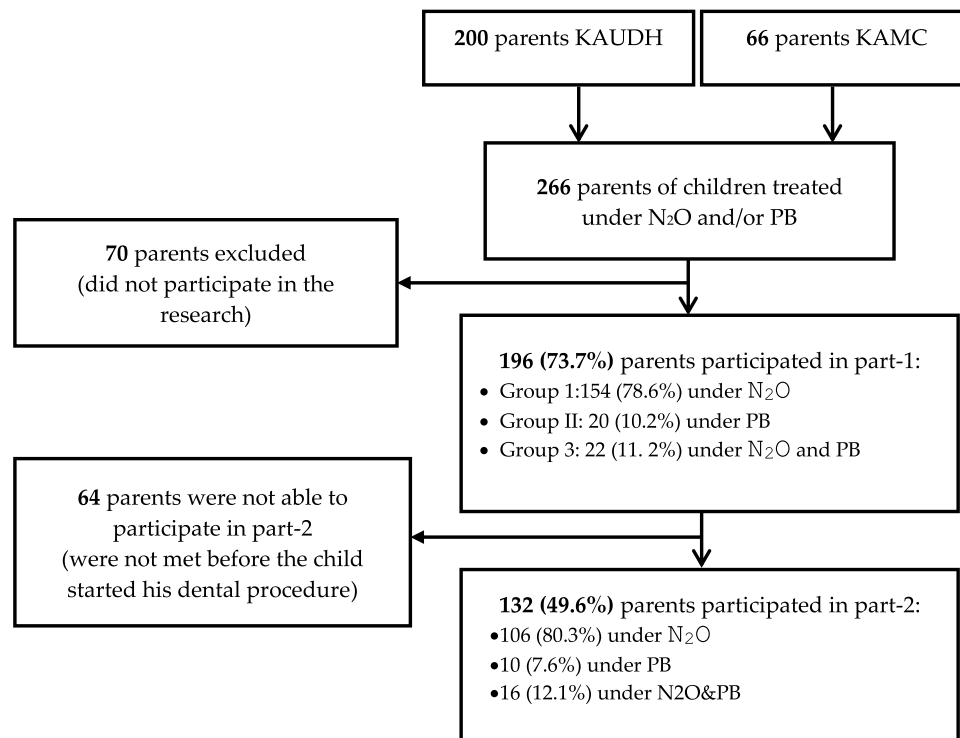 200 parents KAUDH
66 parents KAMC
266 parents of children treated
under N₂O and/or PB
70 parents excluded
(did not participate in the
research)
196 (73.7%) parents participated in part-1:
• Group 1:154 (78.6%) under N₂O
• Group II: 20 (10.2%) under PB
• Group 3: 22 (11. 2%) under N₂O and PB
64 parents were not able to
participate in part-2
(were not met before the child
started his dental procedure)
132 (49.6%) parents participated in part-2:
•106 (80.3%) under N₂O
•10 (7.6%) under PB
•16 (12.1%) under N2O&PB